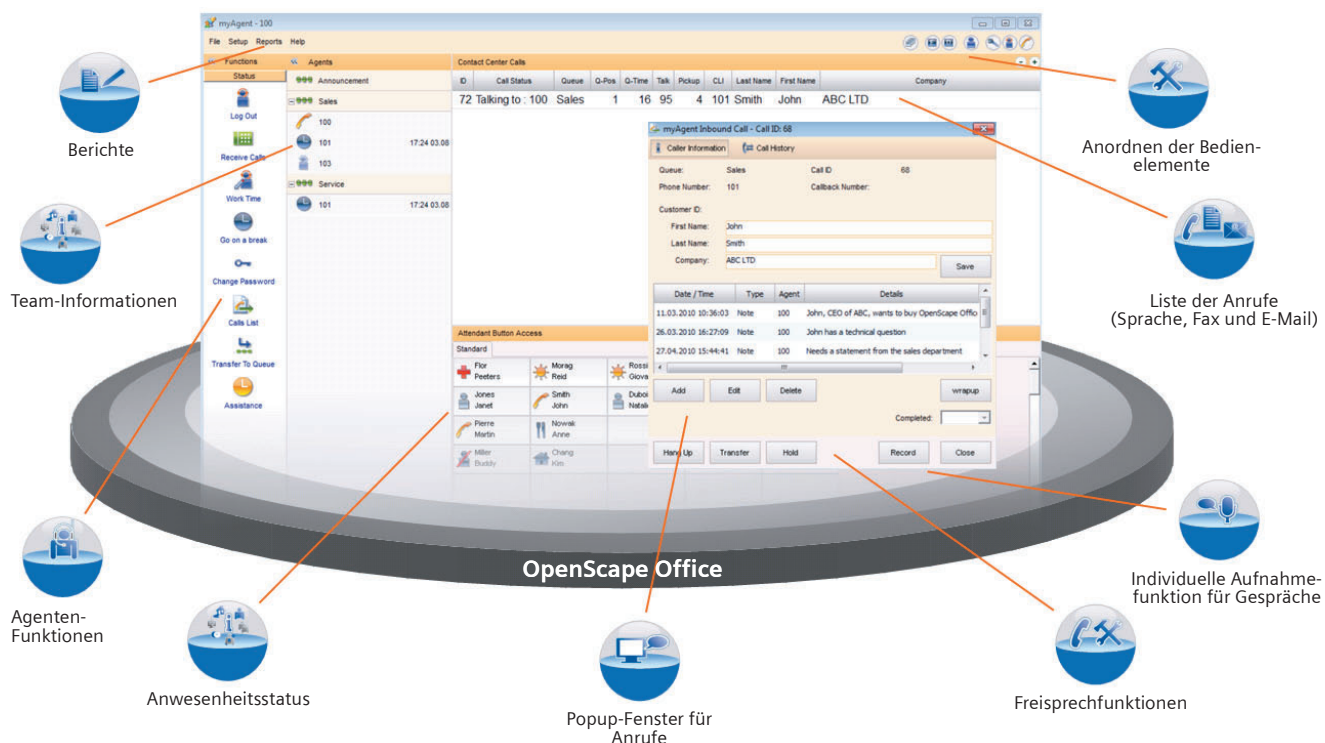 myAgent - 100
File Setup Reports Help
Functions
Status
Log Out
Receive Calls
Work Time
Go on a break
Change Password
Calls List
Transfer To Queue
Assistance
Agents
Announcement
Sales
100
101 17:24 03.08
103
Service
101 17:24 03.08
Contact Center Calls
ID Call Status Queue Q-Pos Q-Time Talk Pickup CLI Last Name First Name Company
72 Talking to : 100 Sales 1 16 95 4 101 Smith John ABC LTD
myAgent Inbound Call - Call ID: 68
Caller Information Call History
Queue: Sales Call ID 68
Phone Number: 101 Callback Number:
Customer ID:
First Name: John
Last Name: Smith
Company: ABC LTD
Save
Date / Time Type Agent Details
11.03.2010 10:36:03 Note 100 John, CEO of ABC, wants to buy OpenScape Offic
26.03.2010 16:27:09 Note 100 John has a technical question
27.04.2010 15:44:41 Note 100 Needs a statement from the sales department
Add Edit Delete wrapup
Completed:
Hang Up Transfer Hold Record Close
Attendant Button Access
Standard
Flor Peeters
Morag Reid
Rossi
Jones Janet
Smith John
Pierre Martin
Nowak Anne
Miller Buddy
Chang Kim
OpenScape Office
Berichte
Team-Informationen
Agenten-
Funktionen
Anwesenheitsstatus
Popup-Fenster für
Anrufe
Freisprechfunktionen
Individuelle Aufnahme-
funktion für Gespräche
Liste der Anrufe
(Sprache, Fax und E-Mail)
Anordnen der Bedien-
elemente